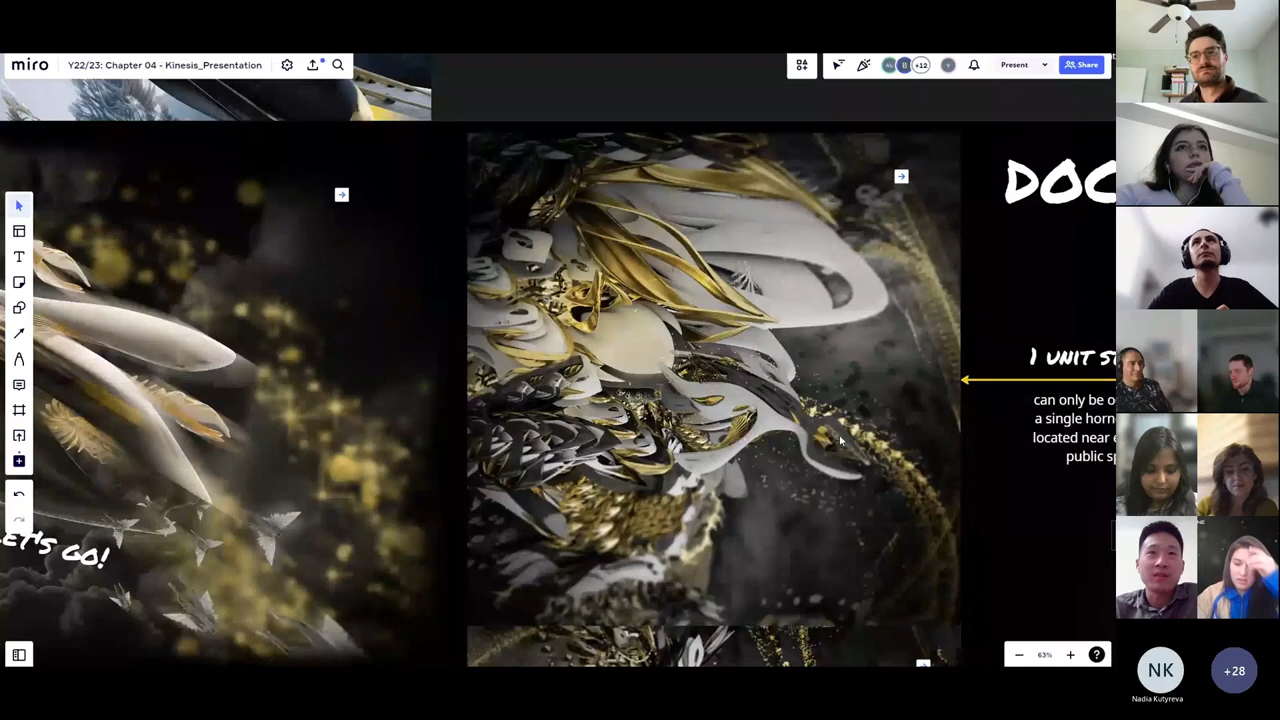 miro
Y22/23: Chapter 04 - Kinesis_Presentation
+12
Present
Share
DOC
1 UNIT S
can only be o
a single horn
located near
public sp
LET'S GO!
63%
NK
+28
Nadia Kutyreva